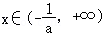 x∈(-1/a, +∞)